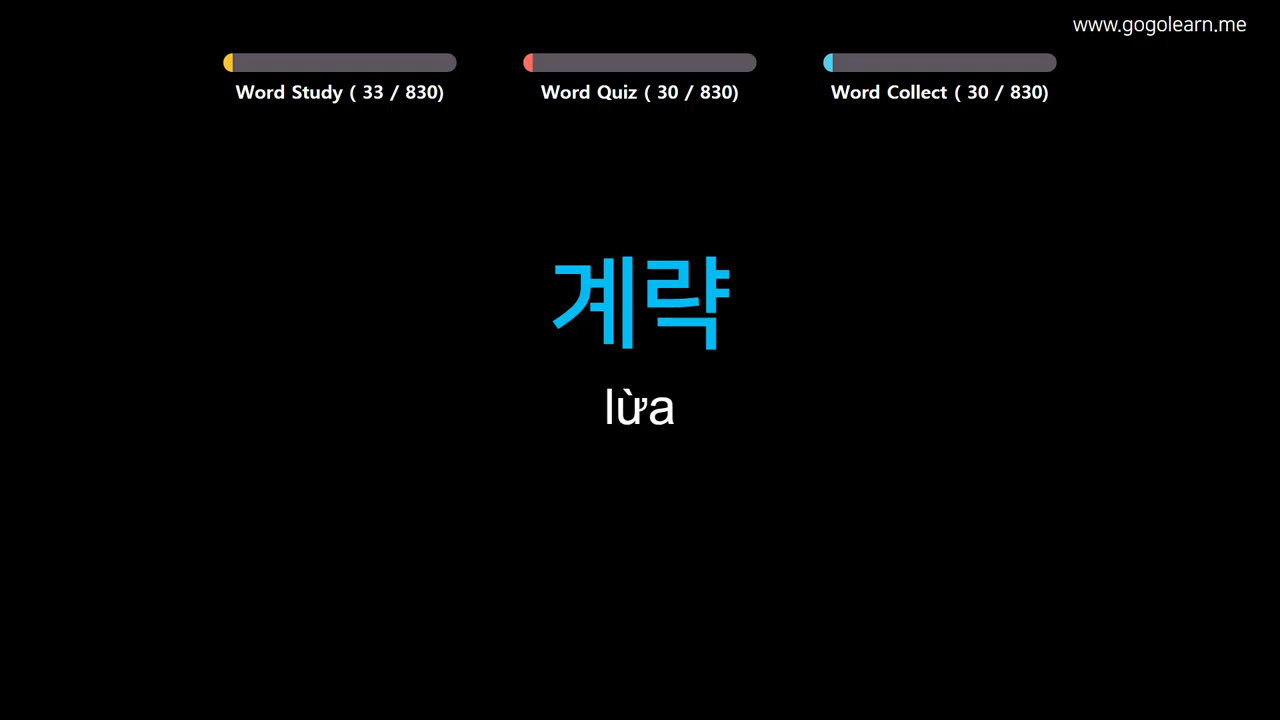 www.gogolearn.me
Word Study ( 33 / 830)
Word Quiz ( 30 / 830)
Word Collect ( 30 / 830)
계략
lừa